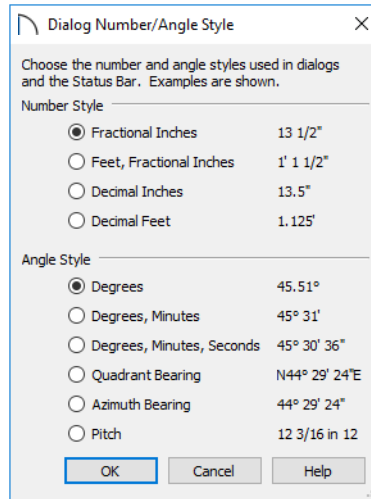 Dialog Number/Angle Style
Choose the number and angle styles used in dialogs
and the Status Bar. Examples are shown.
Number Style
Fractional Inches 13 1/2"
Feet, Fractional Inches 1' 1 1/2"
Decimal Inches 13.5"
Decimal Feet 1.125'
Angle Style
Degrees 45.51°
Degrees, Minutes 45° 31'
Degrees, Minutes, Seconds 45° 30' 36"
Quadrant Bearing N44° 29' 24"E
Azimuth Bearing 44° 29' 24"
Pitch 12 3/16 in 12
OK Cancel Help